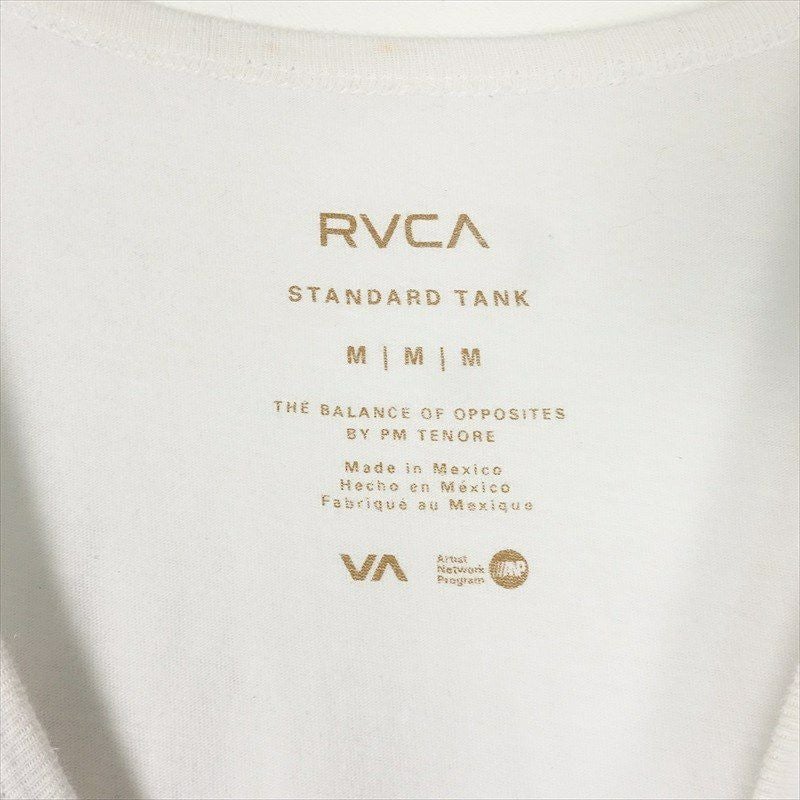 RVCA
STANDARD TANK
M | M | M
THE BALANCE OF OPPOSITES
BY PM TENORE
Made in Mexico
Hecho en México
Fabriqué au Mexique
VA
Artist
Network
Program
ANP